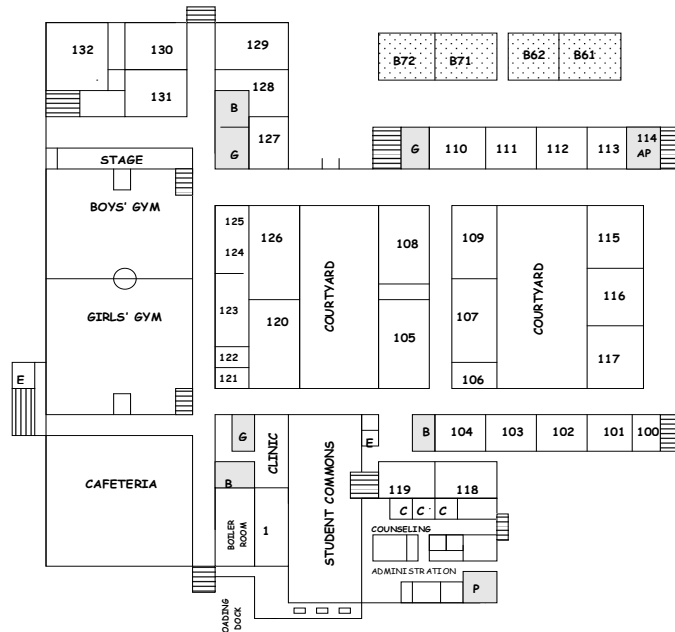 132
130
129
B72
B71
B62
B61
131
128
B
127
G
G
110
111
112
113
114
AP
STAGE
BOYS' GYM
125
124
126
108
109
115
COURTYARD
COURTYARD
123
120
105
107
116
GIRLS' GYM
117
122
121
106
E
G
CLINIC
STUDENT COMMONS
E
B
104
103
102
101
100
CAFETERIA
B
119
118
BOILER
ROOM
1
C C C
COUNSELING
ADMINISTRATION
P
OADING
DOCK